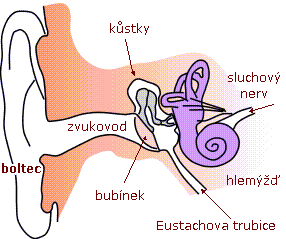 kůstky
sluchový
nerv
zvukovod
boltec
hlemýžď
bubínek
Eustachova trubice